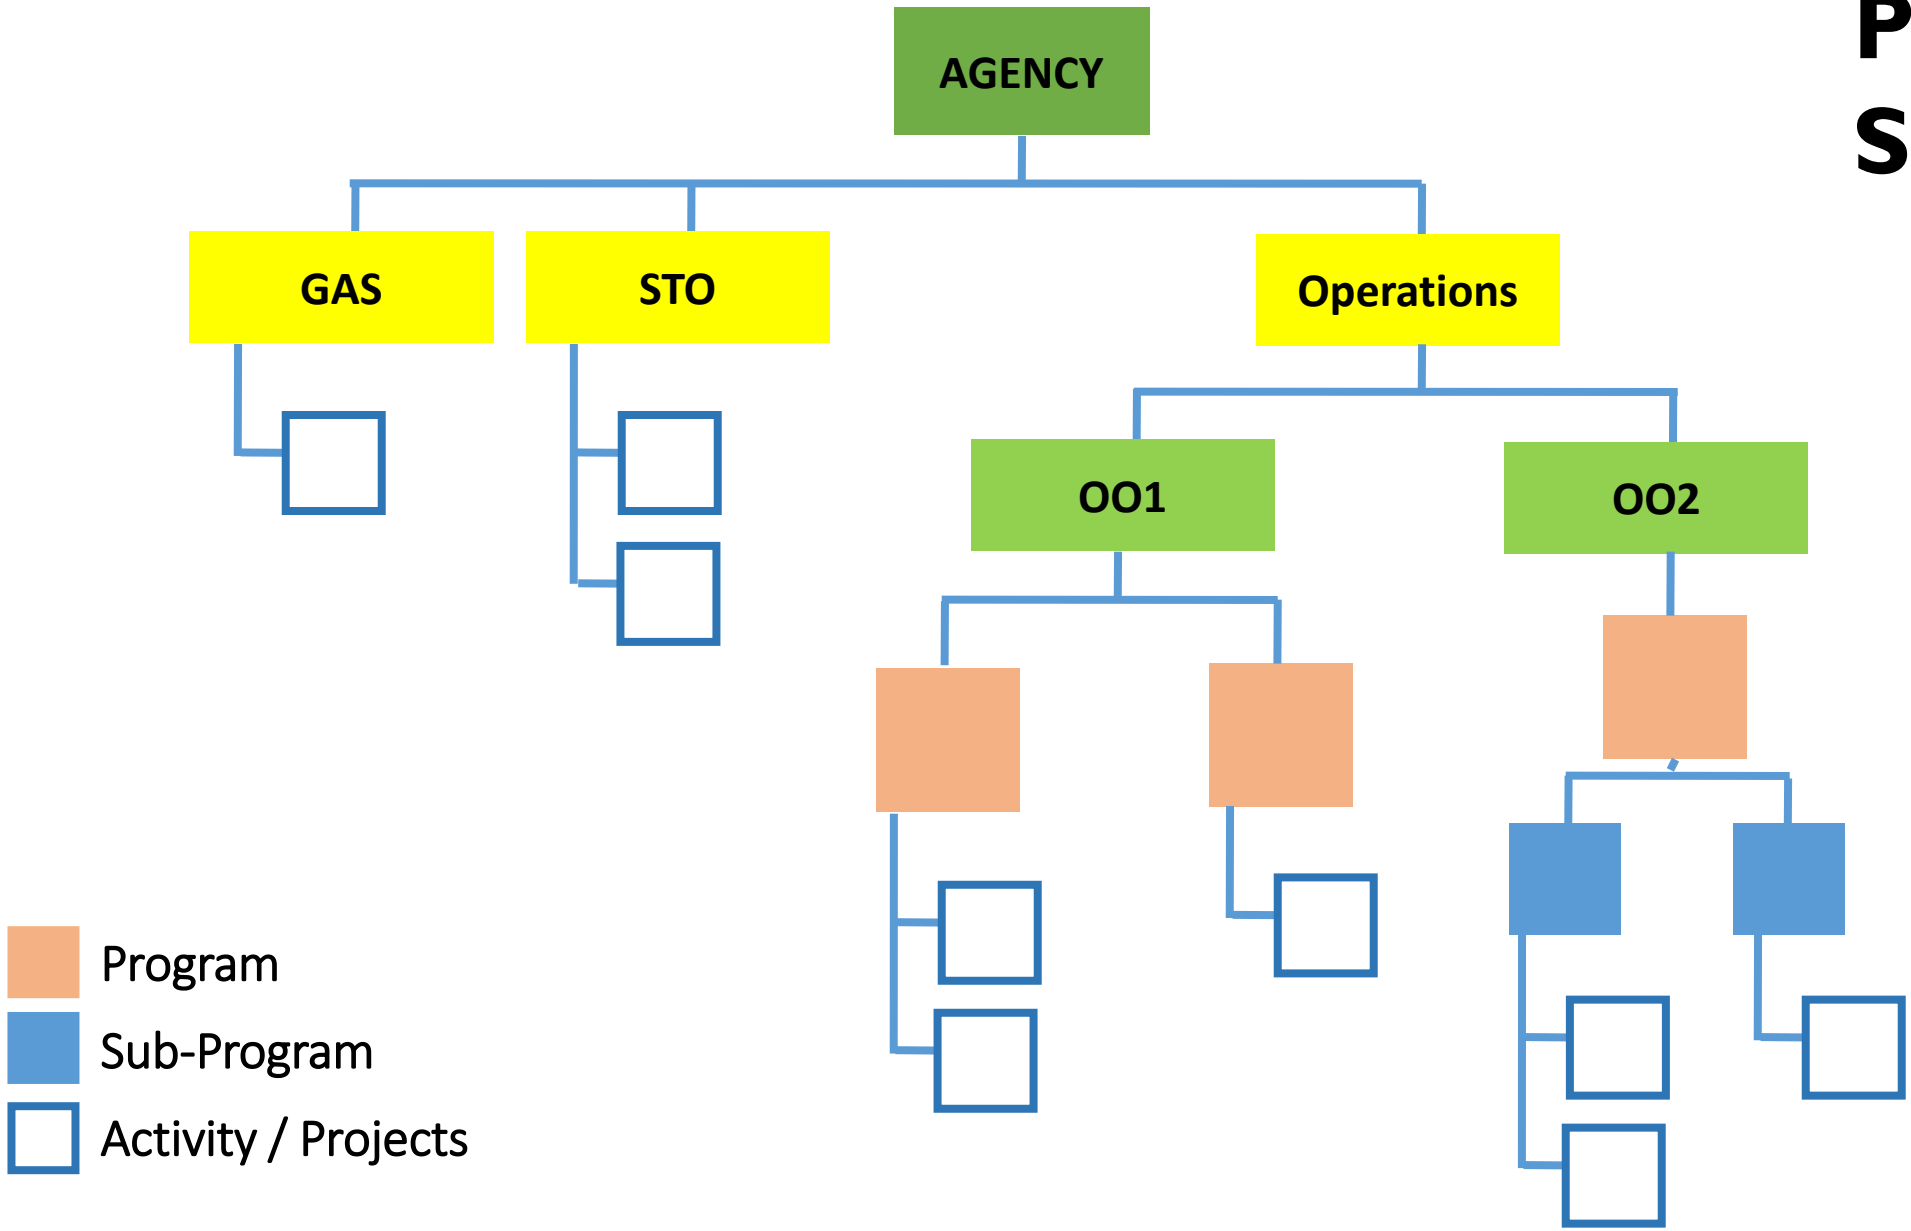 P
S
AGENCY
GAS
STO
Operations
OO1
OO2
Program
Sub-Program
Activity / Projects